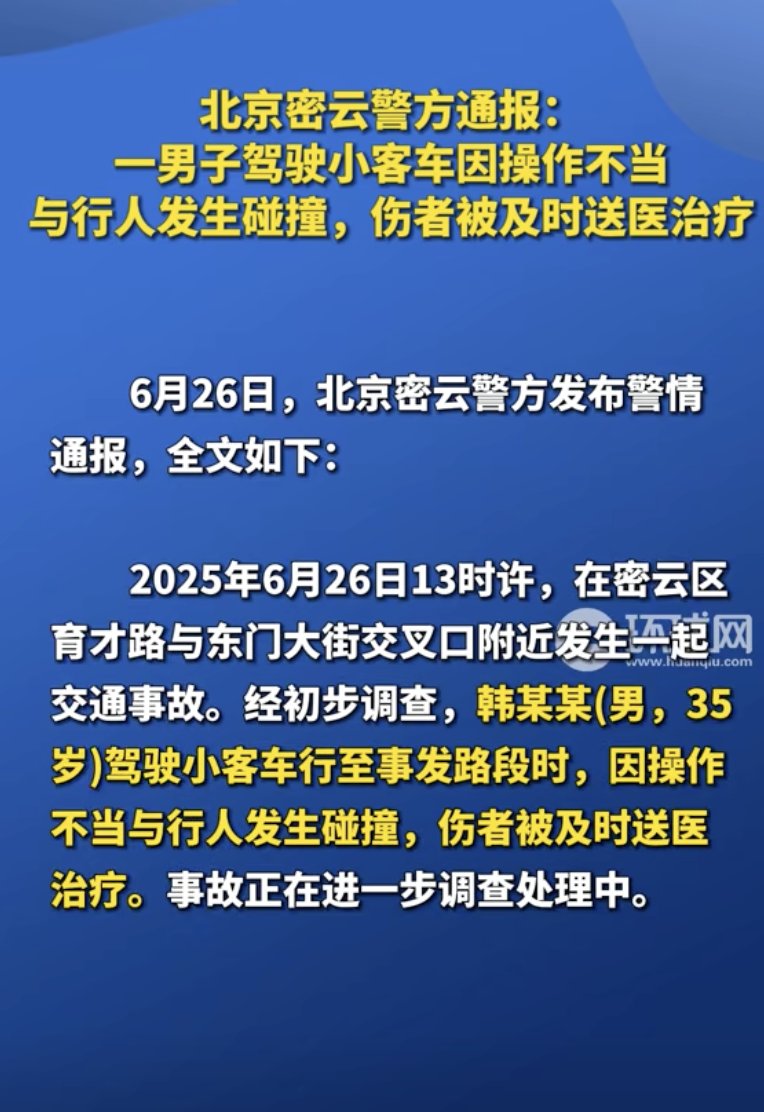 北京密云警方通报：
一男子驾驶小客车因操作不当
与行人发生碰撞，伤者被及时送医治疗
6月26日，北京密云警方发布警情
通报，全文如下：
2025年6月26日13时许，在密云区
育才路与东门大街交叉口附近发生一起
环球网
www.huanqiu.com
交通事故。经初步调查，韩某某(男，35
岁)驾驶小客车行至事发路段时，因操作
不当与行人发生碰撞，伤者被及时送医
治疗。事故正在进一步调查处理中。